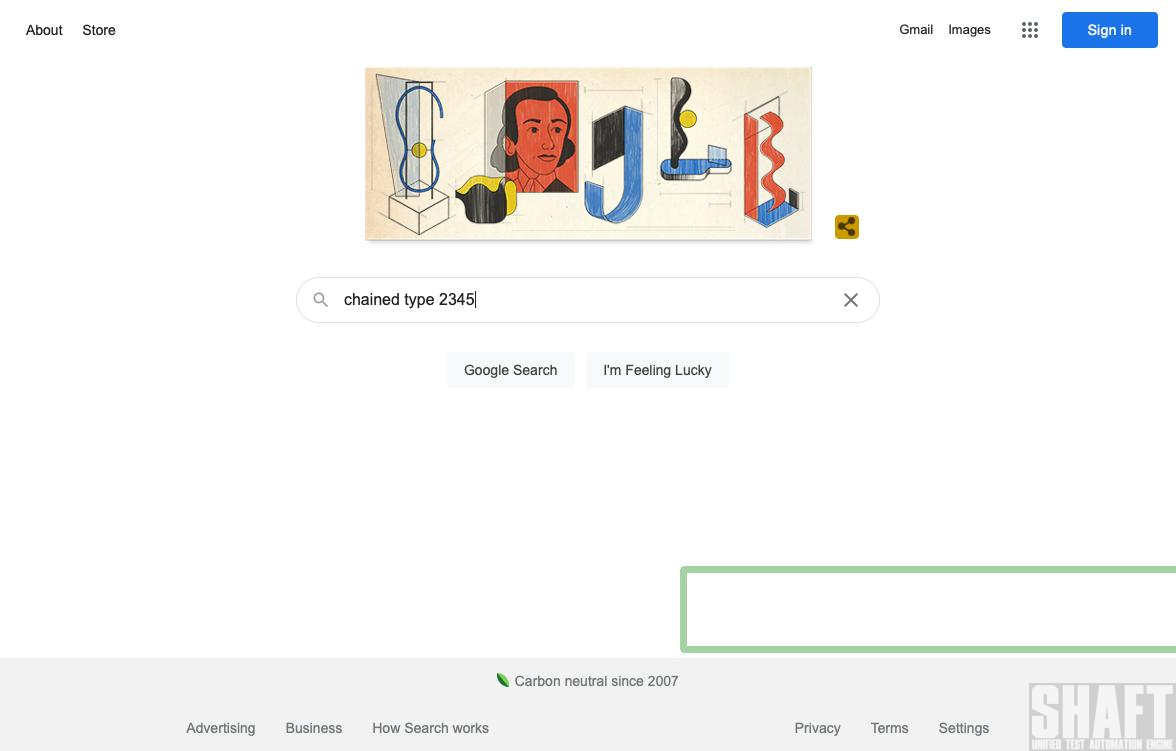 About Store Gmail Images Sign in
chained type 2345
Google Search I'm Feeling Lucky
Carbon neutral since 2007
Advertising Business How Search works Privacy Terms Settings
SHAFT
UNIFIED TEST AUTOMATION ENGINE